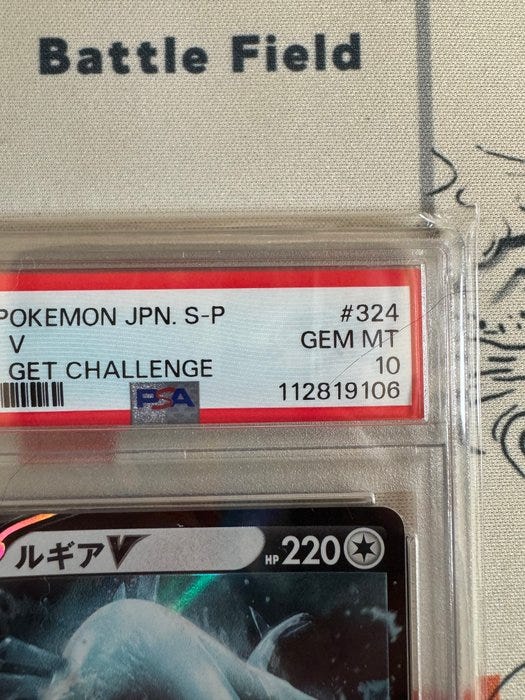 Battle Field
POKEMON JPN. S-P #324
V GEM MT
GET CHALLENGE 10
PSA 112819106
ルギアV HP 220